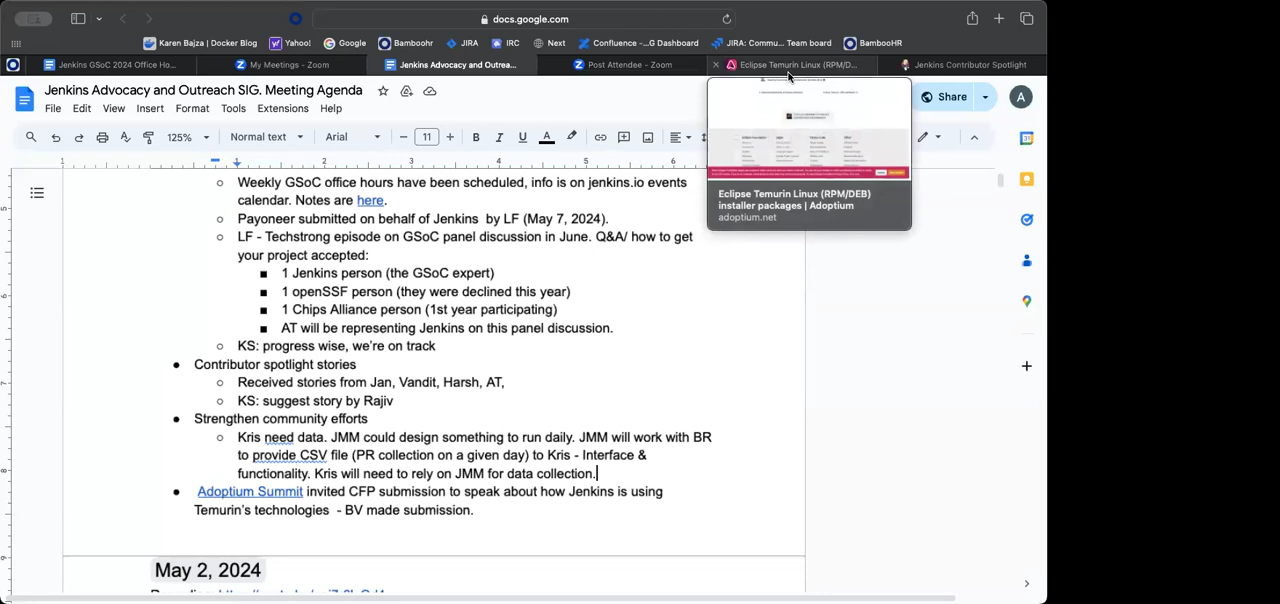 docs.google.com
Karen Bajza | Docker Blog
Yahoo!
Google
Bamboohr
JIRA
IRC
Next
Confluence -...G Dashboard
JIRA: Commu... Team board
BambooHR
Jenkins GSOC 2024 Office Ho...
My Meetings - Zoom
Jenkins Advocacy and Outrea...
Post Attendee - Zoom
Eclipse Temurin Linux (RPM/D...
Jenkins Contributor Spotlight
Jenkins Advocacy and Outreach SIG. Meeting Agenda
File Edit View Insert Format Tools Extensions Help
Share
A
125%
Normal text
Arial
11
B I U A
1 1 2 3 4 5 6
Eclipse Temurin Linux (RPM/DEB)
installer packages | Adoptium
adoptium.net
Weekly GSoC office hours have been scheduled, info is on jenkins.io events
calendar. Notes are here.
Payoneer submitted on behalf of Jenkins by LF (May 7, 2024).
LF - Techstrong episode on GSoC panel discussion in June. Q&A/ how to get
your project accepted:
1 Jenkins person (the GSoC expert)
1 openSSF person (they were declined this year)
1 Chips Alliance person (1st year participating)
AT will be representing Jenkins on this panel discussion.
KS: progress wise, we're on track
Contributor spotlight stories
Received stories from Jan, Vandit, Harsh, AT,
KS: suggest story by Rajiv
Strengthen community efforts
Kris need data. JMM could design something to run daily. JMM will work with BR
to provide CSV file (PR collection on a given day) to Kris - Interface &
functionality. Kris will need to rely on JMM for data collection.
Adoptium Summit invited CFP submission to speak about how Jenkins is using
Temurin's technologies - BV made submission.
May 2, 2024